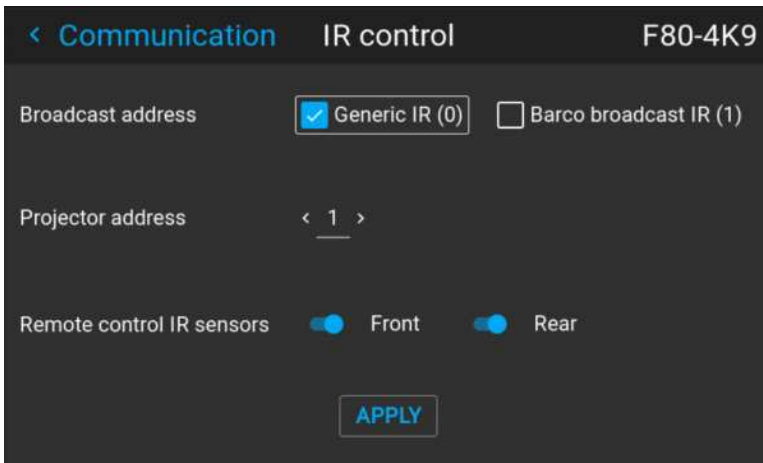 Communication IR control F80-4K9
Broadcast address Generic IR (0) Barco broadcast IR (1)
Projector address < 1 >
Remote control IR sensors Front Rear
APPLY